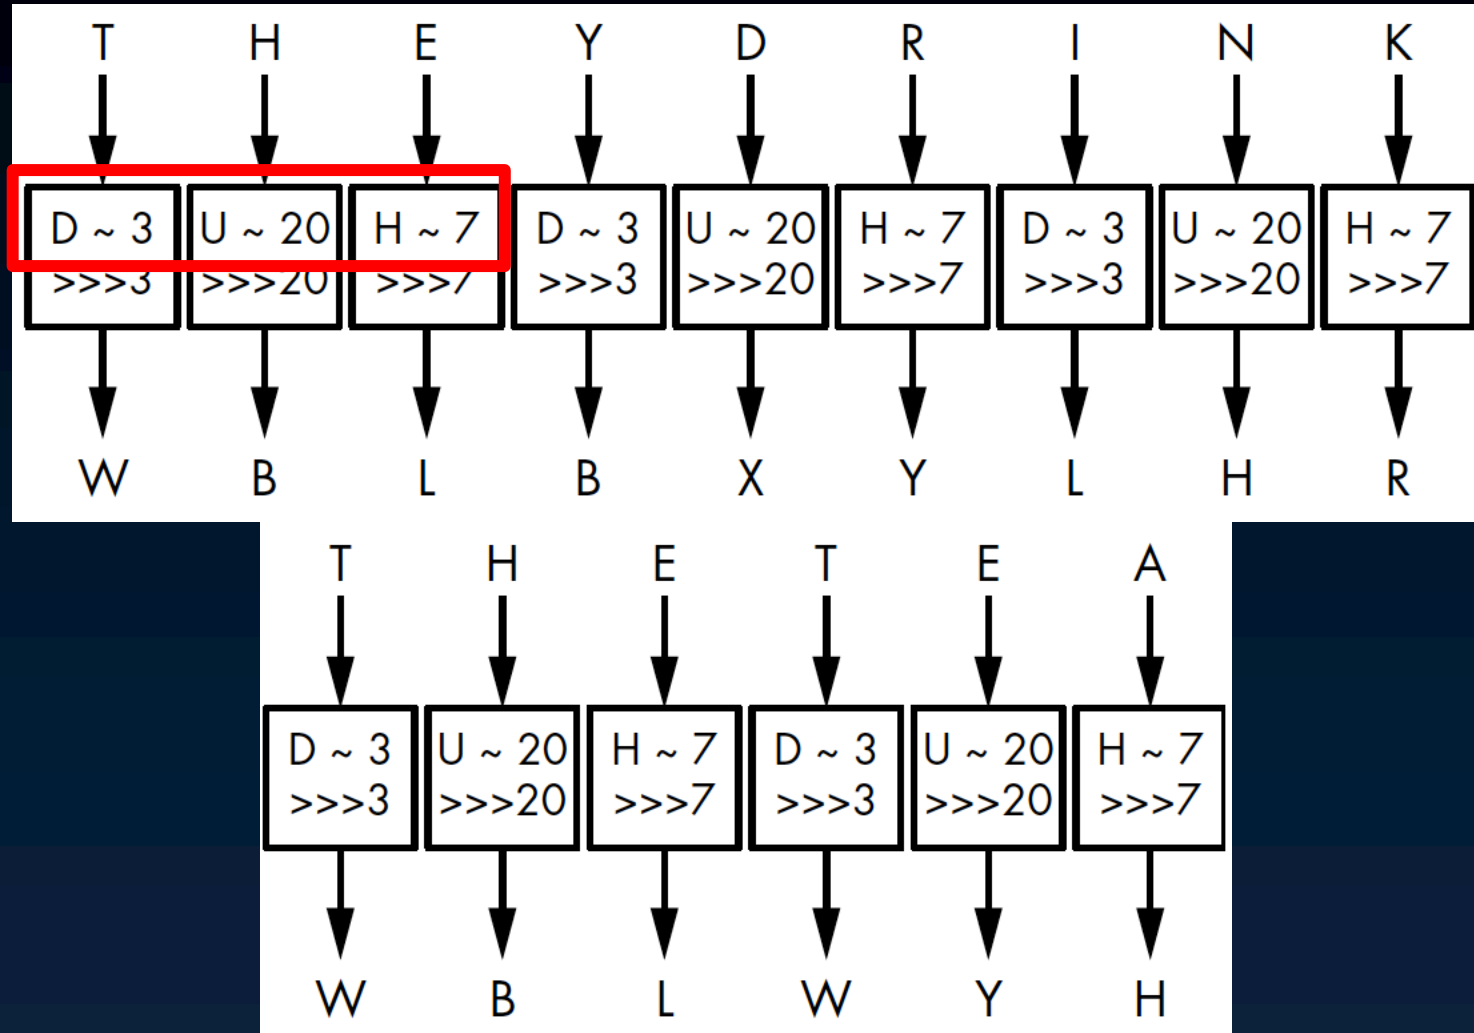 T H E Y D R I N K
D ~ 3 U ~ 20 H ~ 7 D ~ 3 U ~ 20 H ~ 7 D ~ 3 U ~ 20 H ~ 7
>>>3 >>>20 >>>7 >>>3 >>>20 >>>7 >>>3 >>>20 >>>7
W B L B X Y L H R
T H E T E A
D ~ 3 U ~ 20 H ~ 7 D ~ 3 U ~ 20 H ~ 7
>>>3 >>>20 >>>7 >>>3 >>>20 >>>7
W B L W Y H